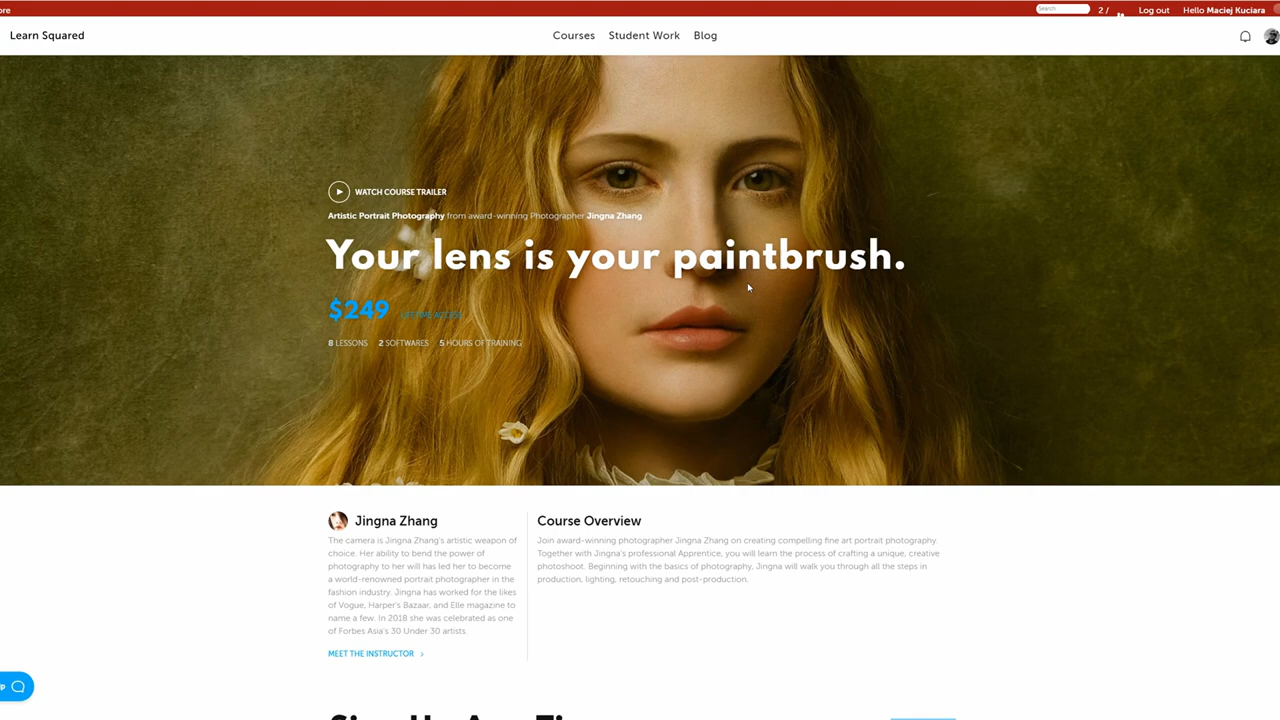 ore
Search
2 /
Log out
Hello Maciej Kuciara
Learn Squared
Courses
Student Work
Blog
WATCH COURSE TRAILER
Artistic Portrait Photography from award-winning Photographer Jingna Zhang
Your lens is your paintbrush.
$249 LIFETIME ACCESS
8 LESSONS 2 SOFTWARES 5 HOURS OF TRAINING
Jingna Zhang
The camera is Jingna Zhang's artistic weapon of
choice. Her ability to bend the power of
photography to her will has led her to become
a world-renowned portrait photographer in the
fashion industry. Jingna has worked for the likes
of Vogue, Harper's Bazaar, and Elle magazine to
name a few. In 2018 she was celebrated as one
of Forbes Asia's 30 Under 30 artists.
MEET THE INSTRUCTOR >
Course Overview
Join award-winning photographer Jingna Zhang on creating compelling fine art portrait photography.
Together with Jingna's professional Apprentice, you will learn the process of crafting a unique, creative
photoshoot. Beginning with the basics of photography, Jingna will walk you through all the steps in
production, lighting, retouching and post-production.